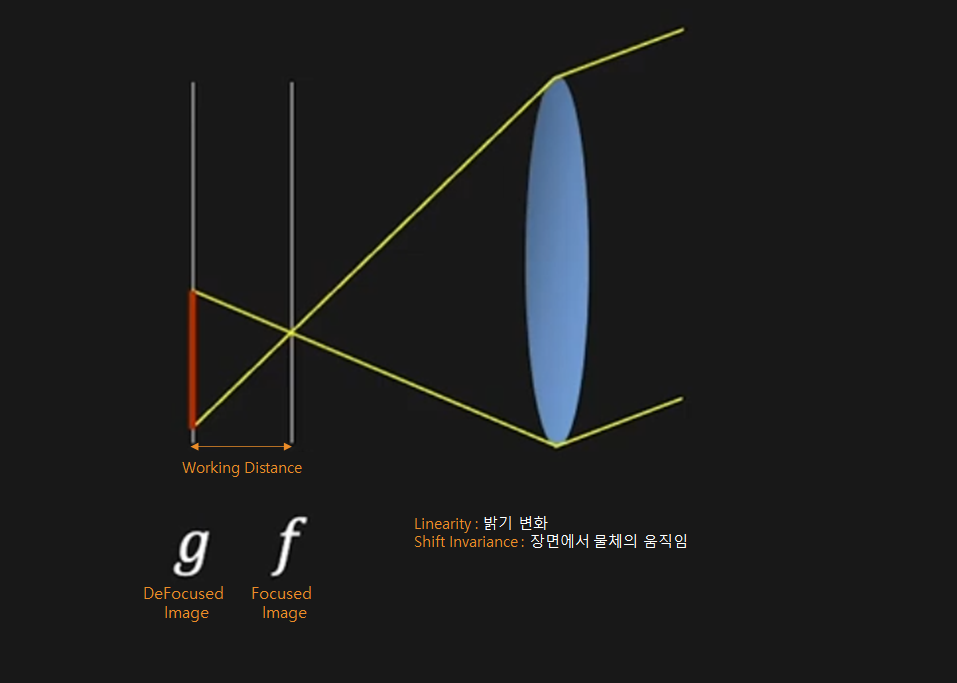 Working Distance
g f
DeFocused Image
Focused Image
Linearity : 밝기 변화
Shift Invariance : 장면에서 물체의 움직임